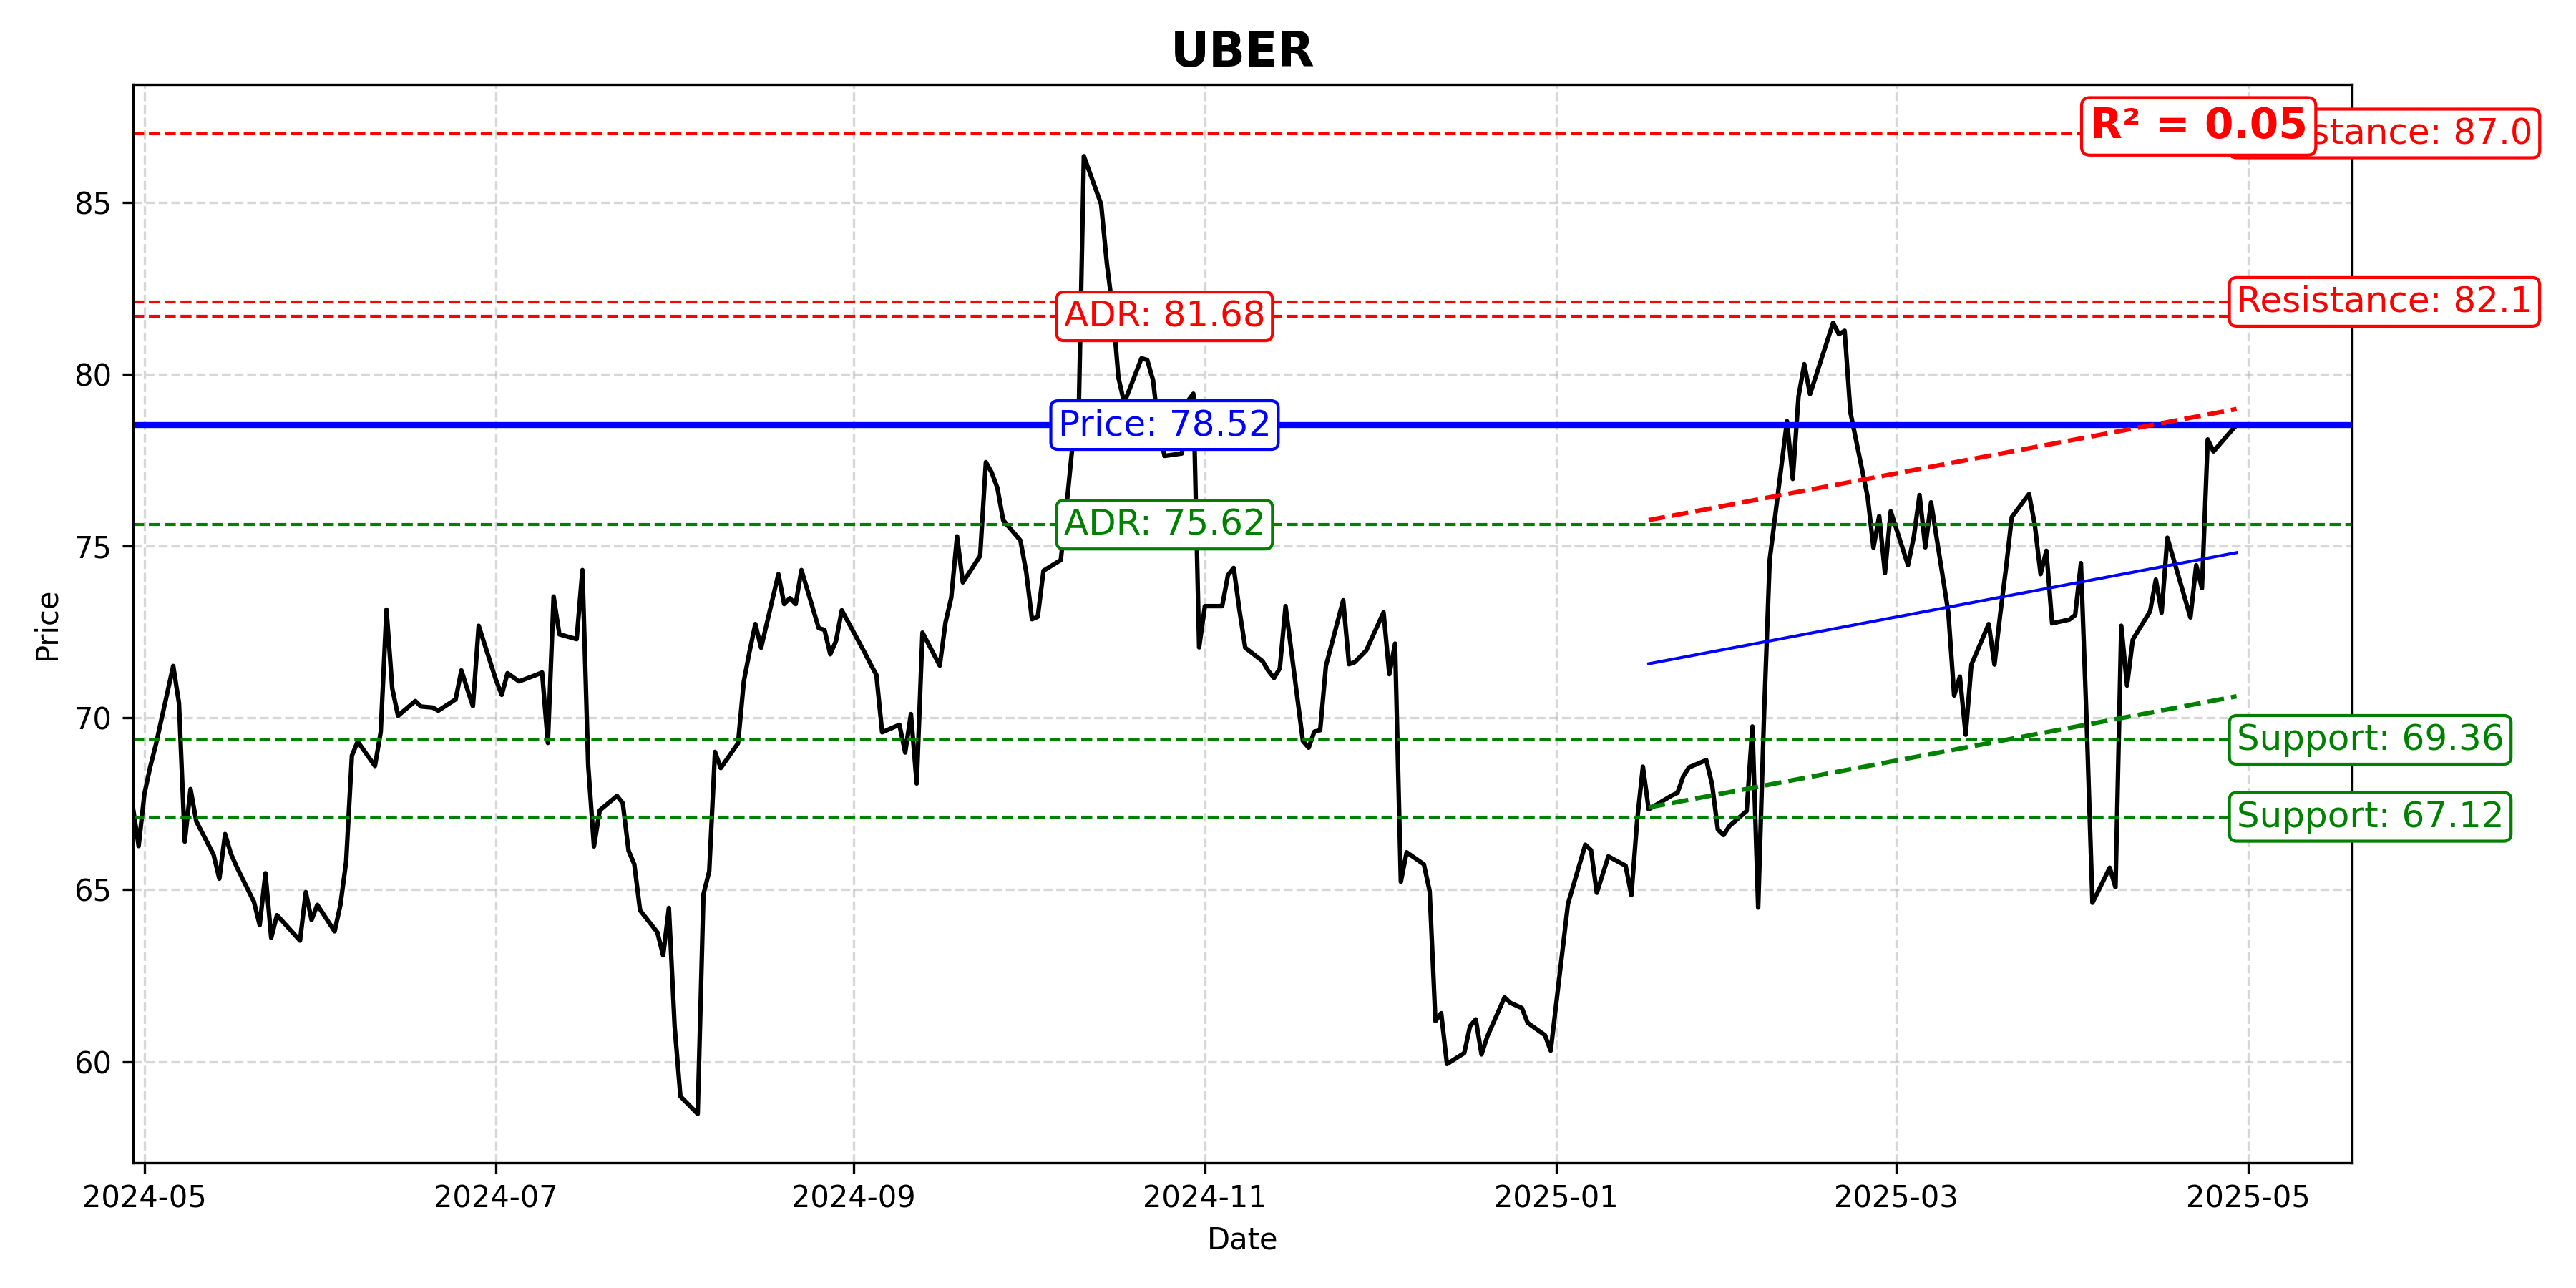 UBER
R² = 0.05
stance: 87.0
85
Resistance: 82.1
ADR: 81.68
80
Price: 78.52
ADR: 75.62
75
70
Support: 69.36
Support: 67.12
65
60
Price
2024-05 2024-07 2024-09 2024-11 2025-01 2025-03 2025-05
Date